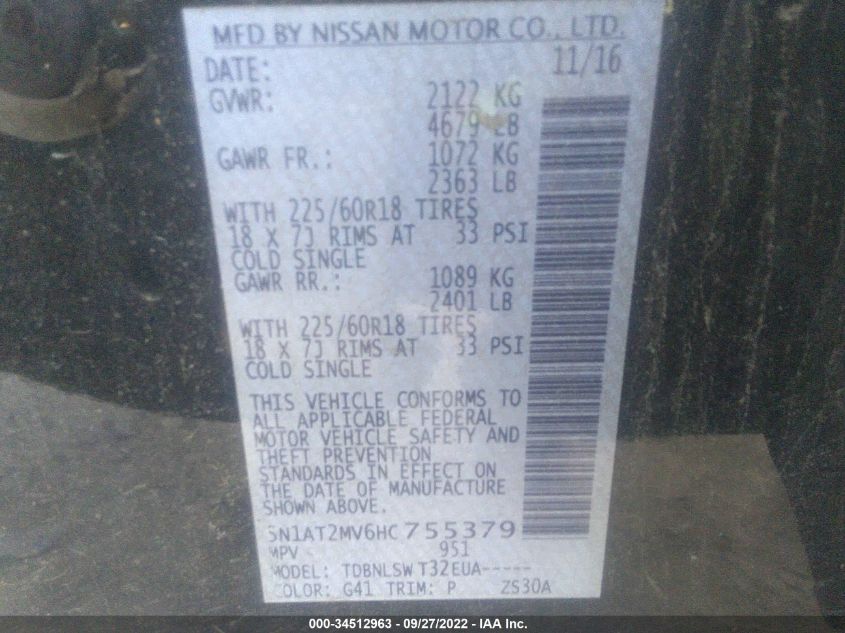 MFD BY NISSAN MOTOR CO., LTD.
DATE: 11/16
GVWR: 2122 KG
4679 LB
GAWR FR.: 1072 KG
2363 LB
WITH 225/60R18 TIRES
18 X 7J RIMS AT 33 PSI
COLD SINGLE
GAWR RR.: 1089 KG
2401 LB
WITH 225/60R18 TIRES
18 X 7J RIMS AT 33 PSI
COLD SINGLE
THIS VEHICLE CONFORMS TO
ALL APPLICABLE FEDERAL
MOTOR VEHICLE SAFETY AND
THEFT PREVENTION
STANDARDS IN EFFECT ON
THE DATE OF MANUFACTURE
SHOWN ABOVE.
5N1AT2MV6HC755379
MPV 951
MODEL: TDBNLSW T32EUA-----
COLOR: G41 TRIM: P ZS30A
000-34512963 - 09/27/2022 - IAA Inc.